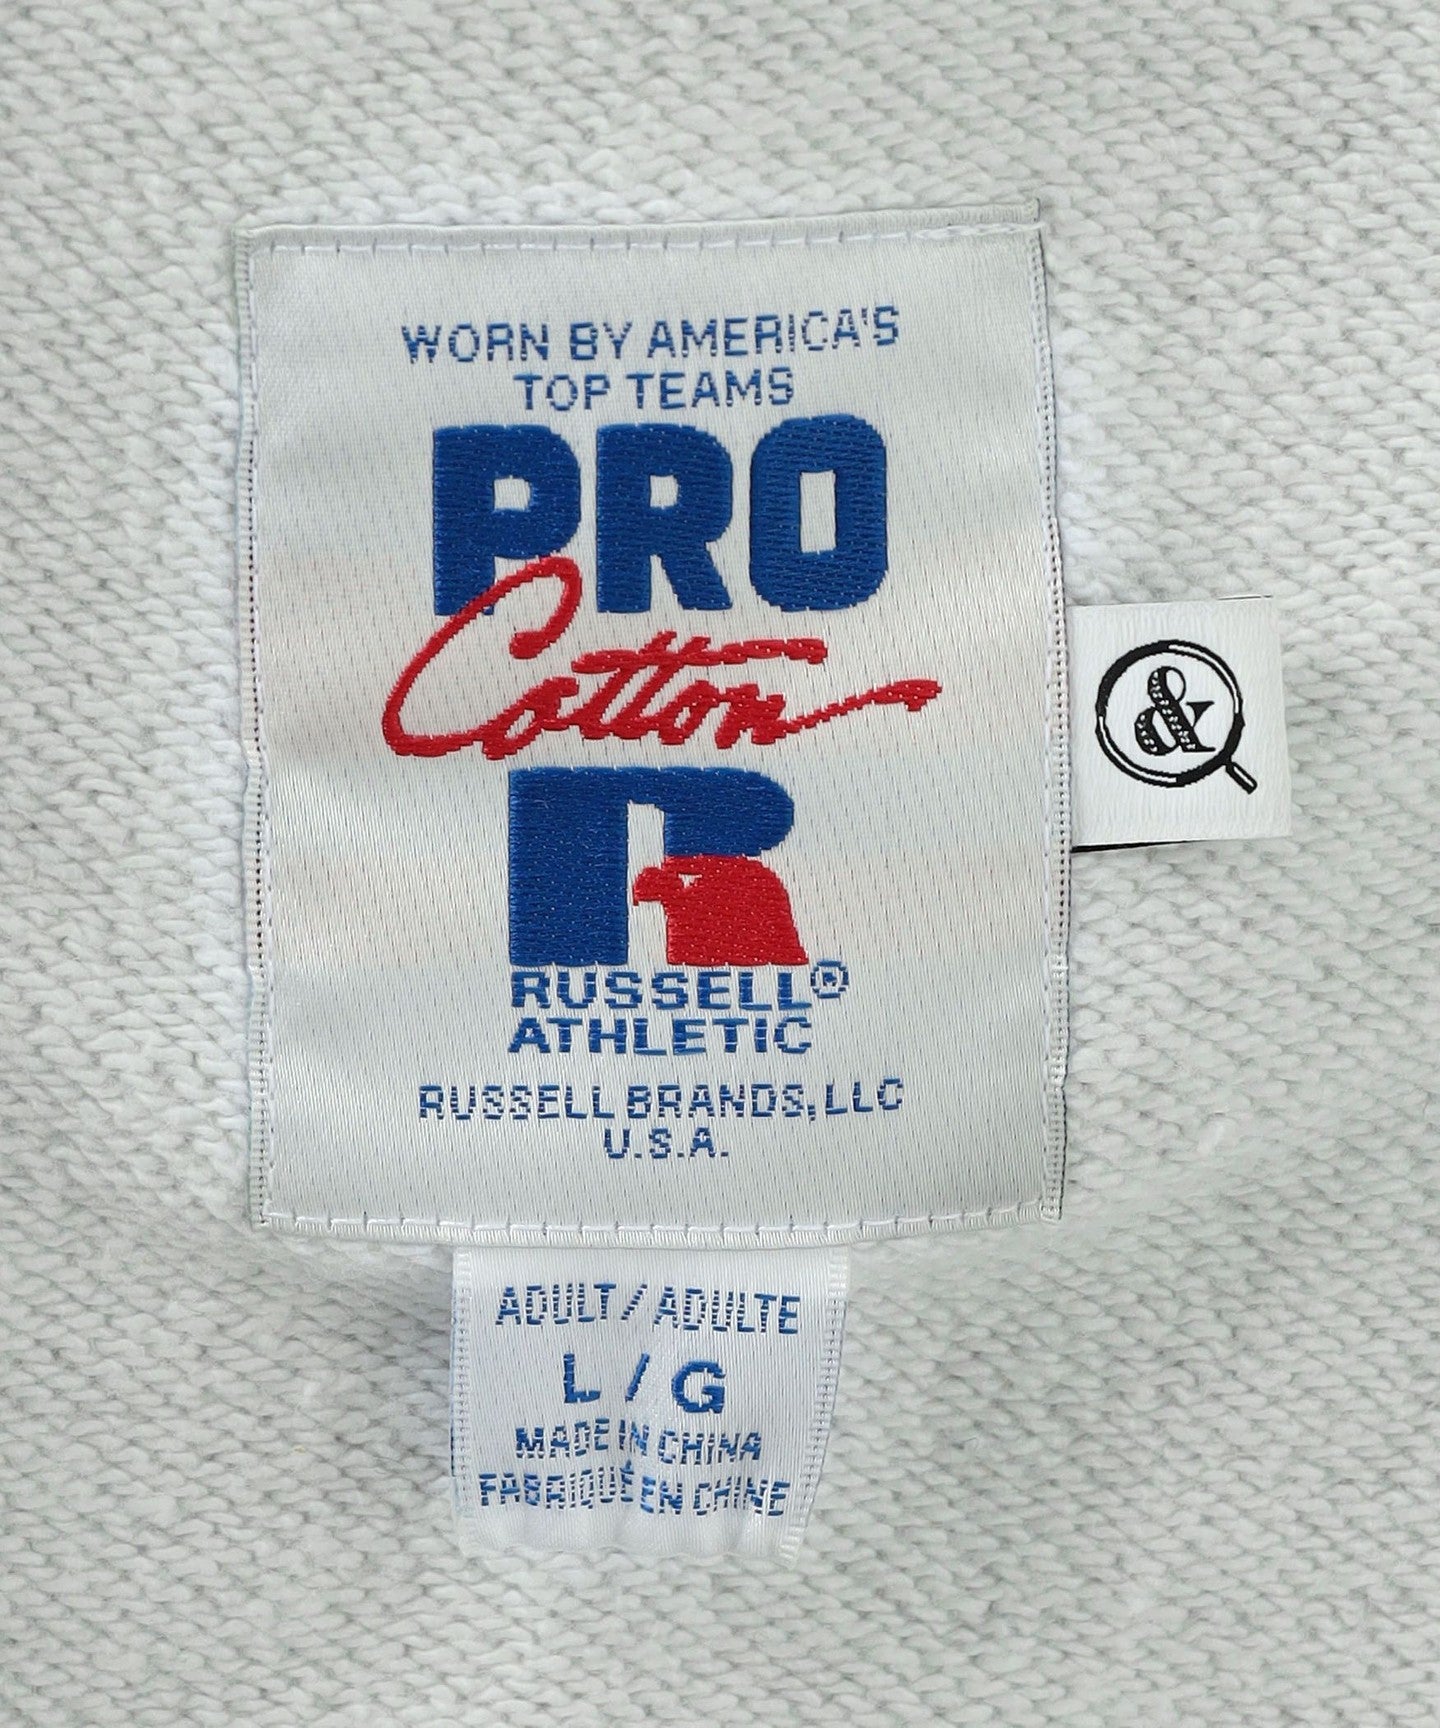 WORN BY AMERICA'S
TOP TEAMS
PRO
Cotton
R
RUSSELL®
ATHLETIC
RUSSELL BRANDS, LLC
U.S.A.
&
ADULT / ADULTE
L / G
MADE IN CHINA
FABRIQUÉ EN CHINE